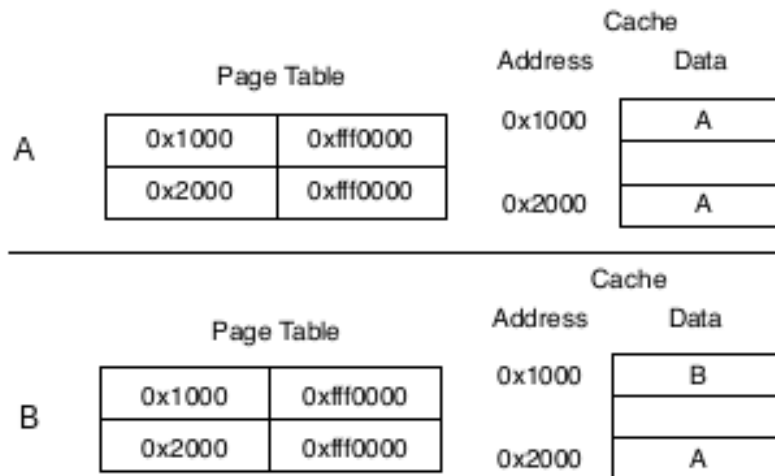 Cache
Page Table Address Data
A 0x1000 0xfff0000 0x1000 A
0x2000 0xfff0000 0x2000 A
Cache
Page Table Address Data
B 0x1000 0xfff0000 0x1000 B
0x2000 0xfff0000 0x2000 A